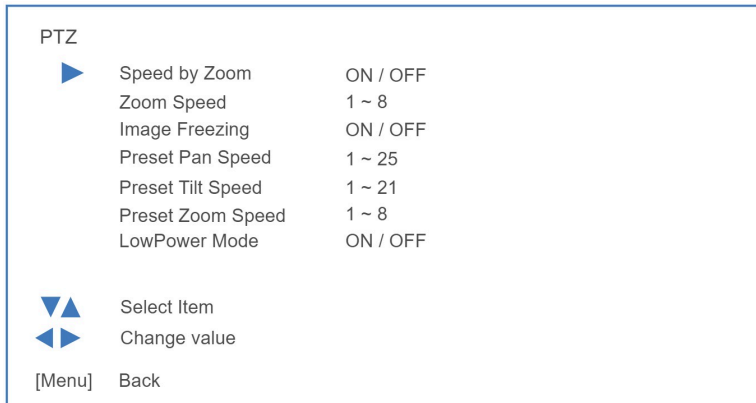 PTZ
Speed by Zoom ON / OFF
Zoom Speed 1 ~ 8
Image Freezing ON / OFF
Preset Pan Speed 1 ~ 25
Preset Tilt Speed 1 ~ 21
Preset Zoom Speed 1 ~ 8
LowPower Mode ON / OFF
Select Item
Change value
[Menu] Back